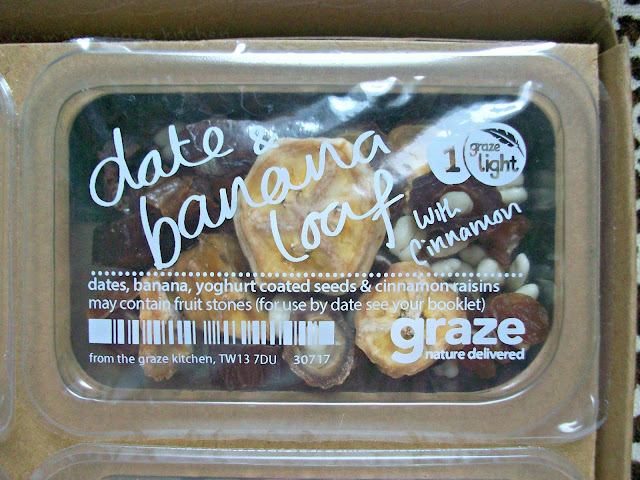 date &
banana
loaf
with
cinnamon
1
graze
light
dates, banana, yoghurt coated seeds & cinnamon raisins
may contain fruit stones (for use by date see your booklet)
graze
nature delivered
from the graze kitchen, TW13 7DU 30717